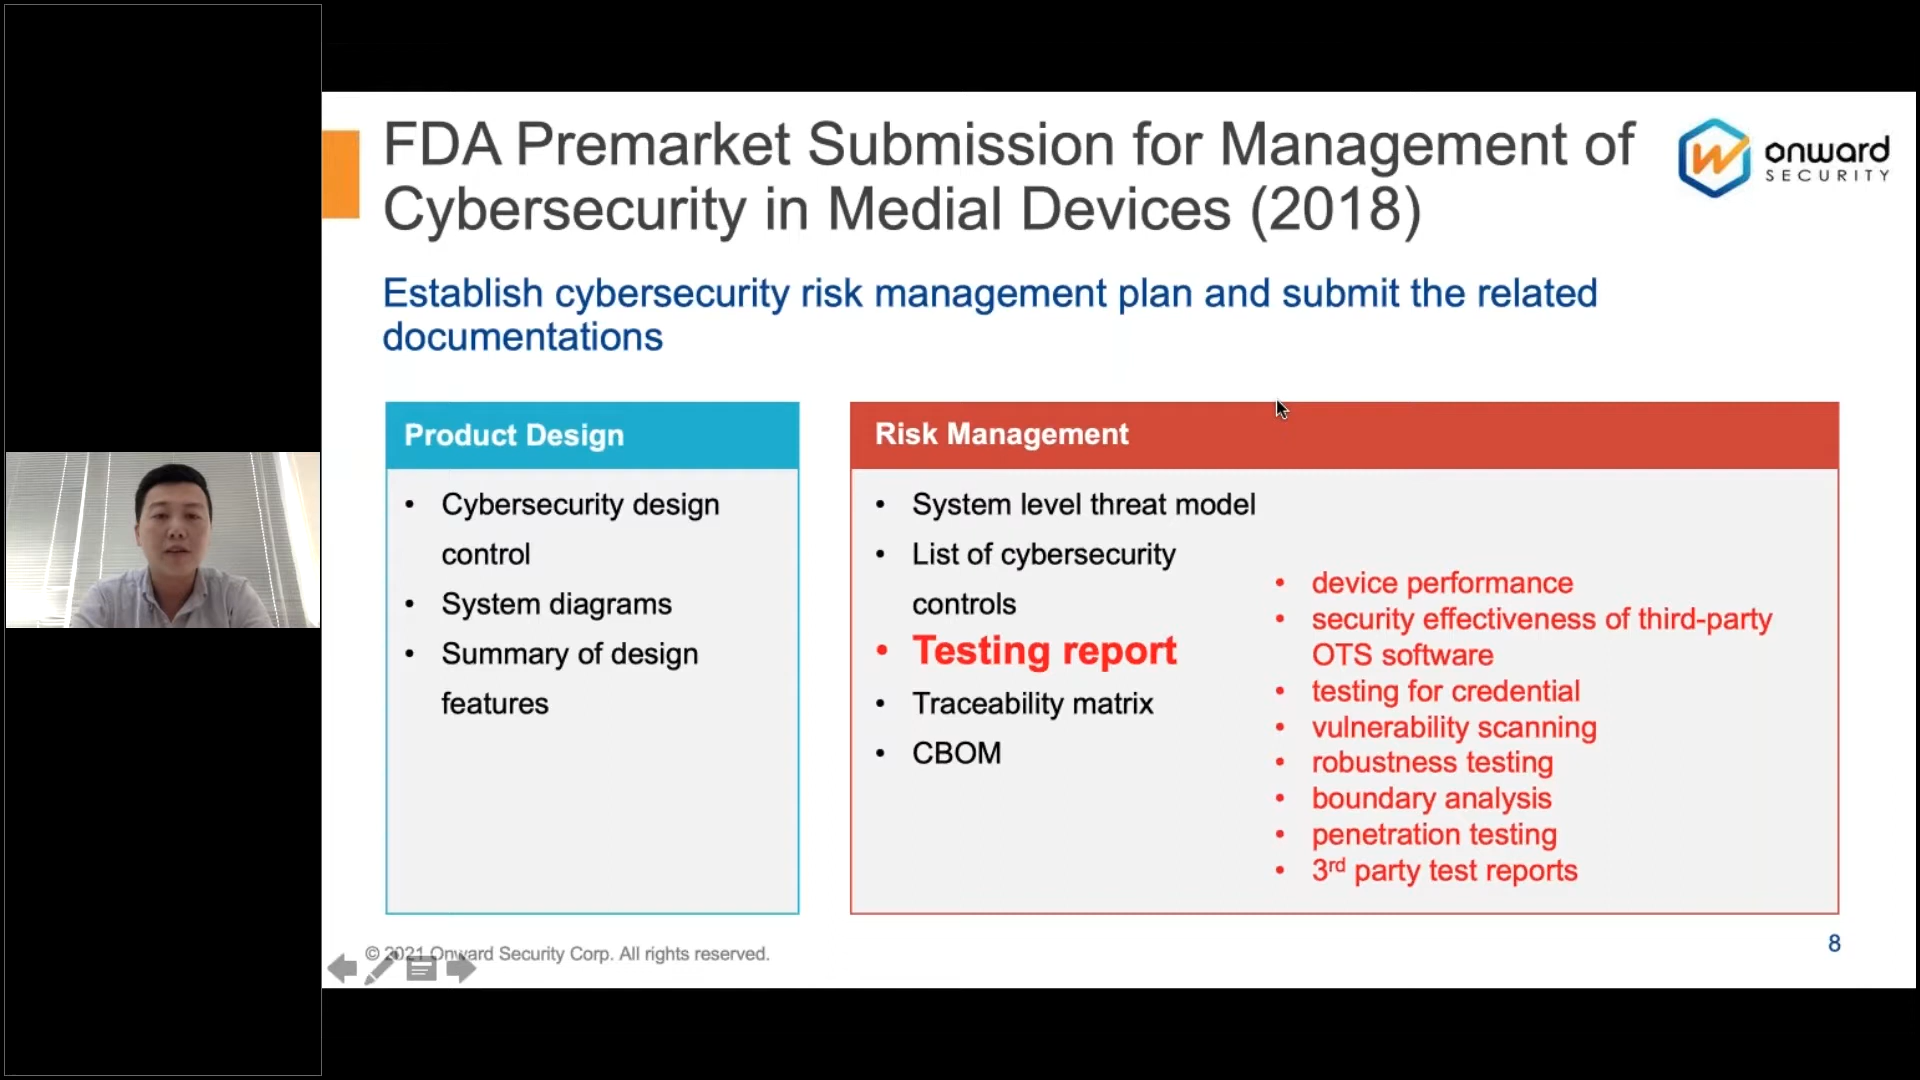 FDA Premarket Submission for Management of
Cybersecurity in Medial Devices (2018)
onward
SECURITY
Establish cybersecurity risk management plan and submit the related
documentations
Product Design
• Cybersecurity design
control
• System diagrams
• Summary of design
features
Risk Management
• System level threat model
• List of cybersecurity
controls
• Testing report
• Traceability matrix
• CBOM
• device performance
• security effectiveness of third-party
OTS software
• testing for credential
• vulnerability scanning
• robustness testing
• boundary analysis
• penetration testing
• 3rd party test reports
© 2021 Onward Security Corp. All rights reserved.
8